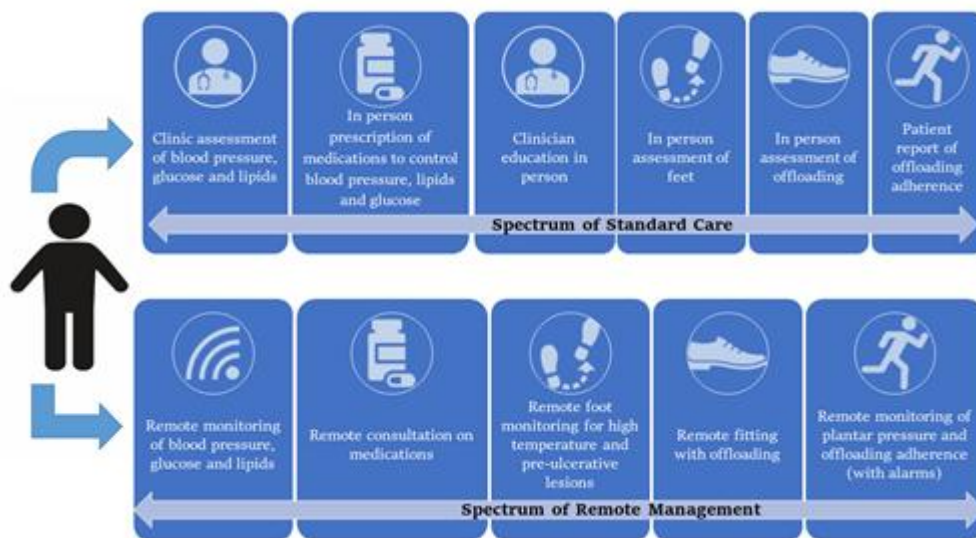 Clinic assessment
of blood pressure,
glucose and lipids
In person
prescription of
medications to control
blood pressure, lipids
and glucose
Clinician
education in
person
In person
assessment of
feet
In person
assessment of
offloading
Patient
report of
offloading
adherence
Spectrum of Standard Care
Remote monitoring
of blood pressure,
glucose and lipids
Remote consultation on
medications
Remote foot
monitoring for high
temperature and
pre-ulcerative
lesions
Remote fitting
with offloading
Remote monitoring of
plantar pressure and
offloading adherence
(with alarms)
Spectrum of Remote Management